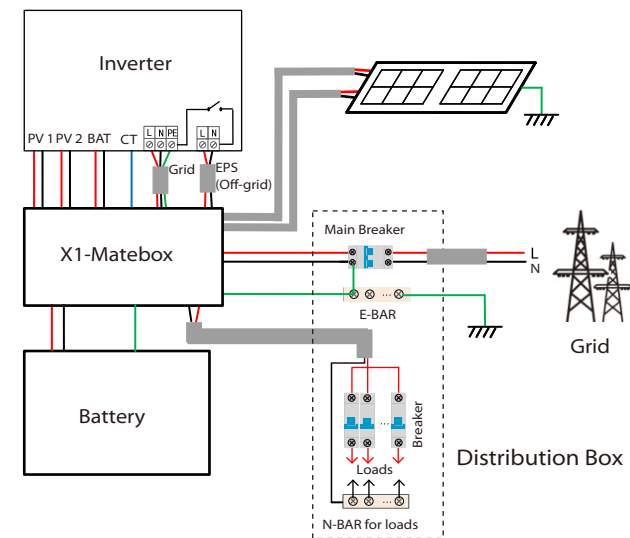 Inverter
PV 1 PV 2 BAT CT
L N PE
L N
Grid
EPS
(Off-grid)
X1-Matebox
Main Breaker
L
N
E-BAR
Grid
Battery
Breaker
Loads
Distribution Box
N-BAR for loads